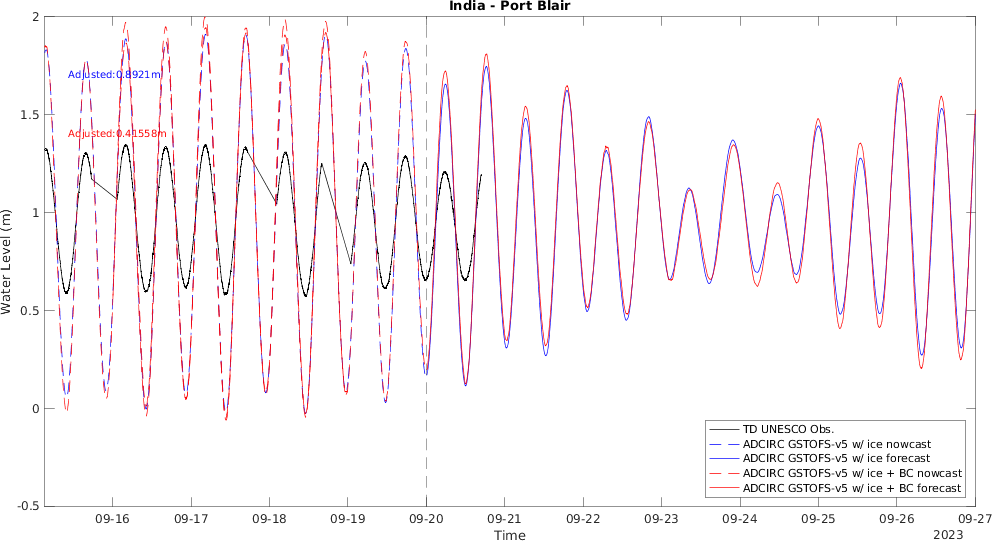 India - Port Blair
Water Level (m)
2
1.5
1
0.5
0
-0.5
Adjusted:0.8921m
Adjusted:0.41558m
TD UNESCO Obs.
ADCIRC GSTOFS-v5 w/ ice nowcast
ADCIRC GSTOFS-v5 w/ ice forecast
ADCIRC GSTOFS-v5 w/ ice + BC nowcast
ADCIRC GSTOFS-v5 w/ ice + BC forecast
09-16 09-17 09-18 09-19 09-20 09-21 09-22 09-23 09-24 09-25 09-26 09-27
Time
2023